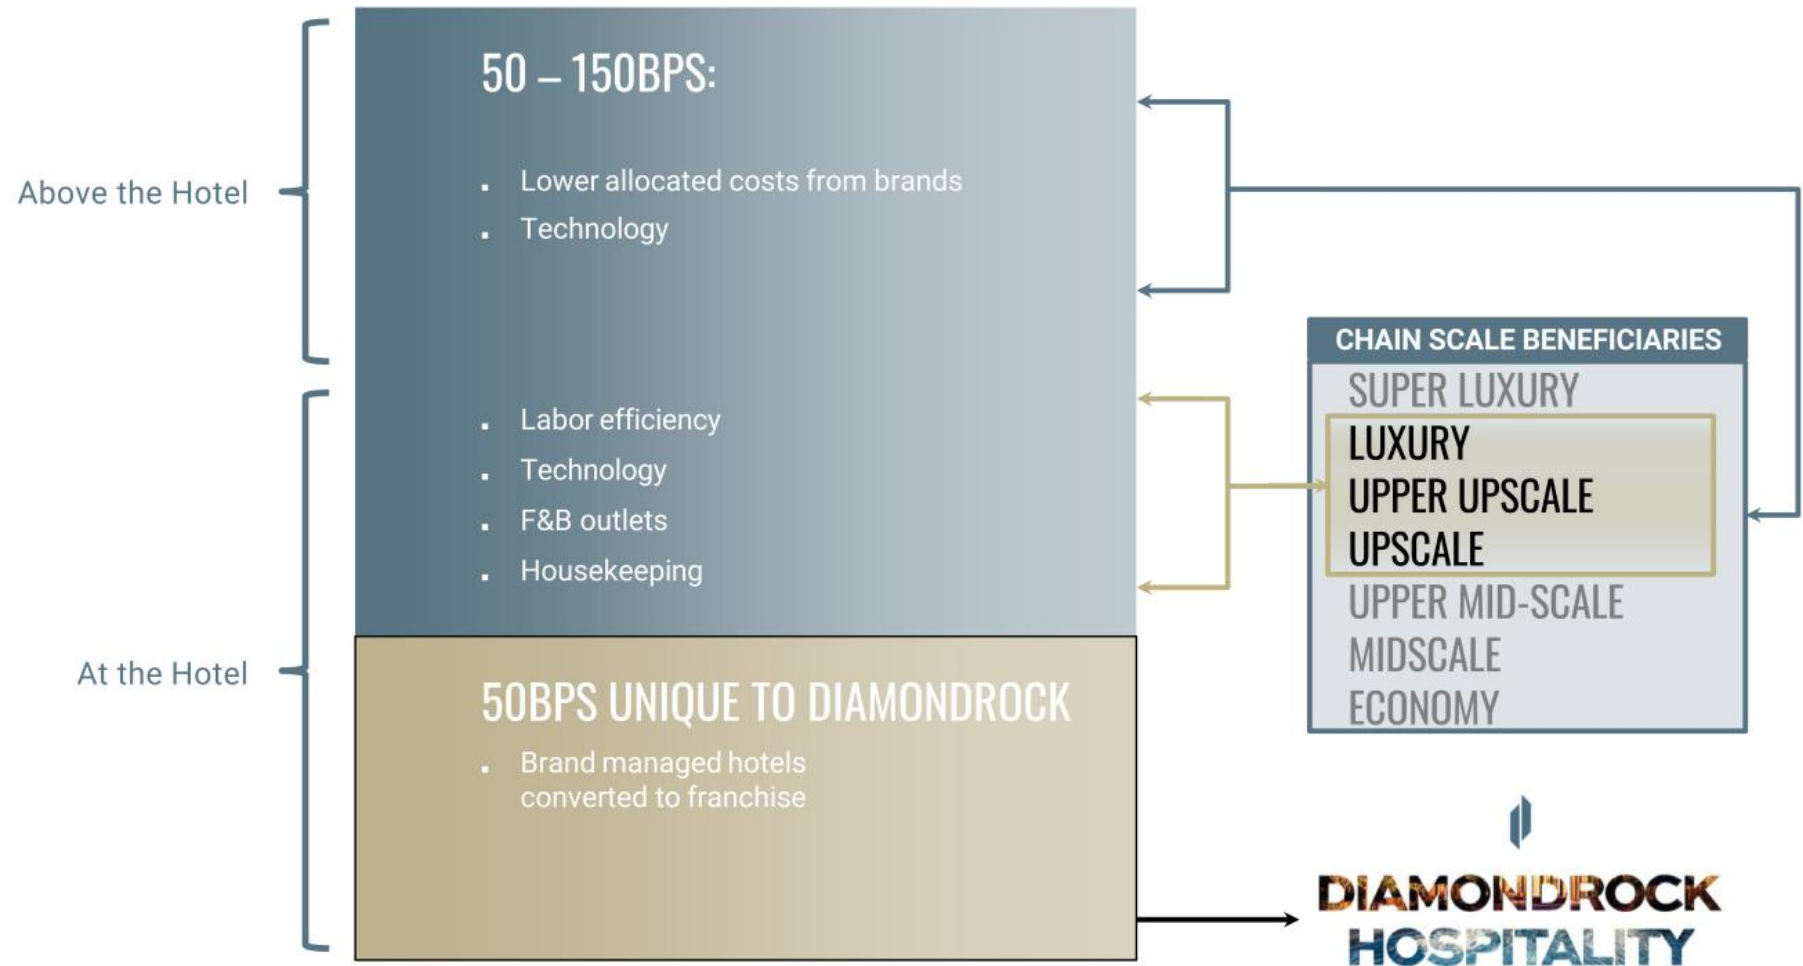 50 – 150BPS:
Above the Hotel
▪ Lower allocated costs from brands
▪ Technology
▪ Labor efficiency
▪ Technology
▪ F&B outlets
▪ Housekeeping
At the Hotel
50BPS UNIQUE TO DIAMONDROCK
▪ Brand managed hotels
converted to franchise
CHAIN SCALE BENEFICIARIES
SUPER LUXURY
LUXURY
UPPER UPSCALE
UPSCALE
UPPER MID-SCALE
MIDSCALE
ECONOMY
DIAMONDROCK
HOSPITALITY